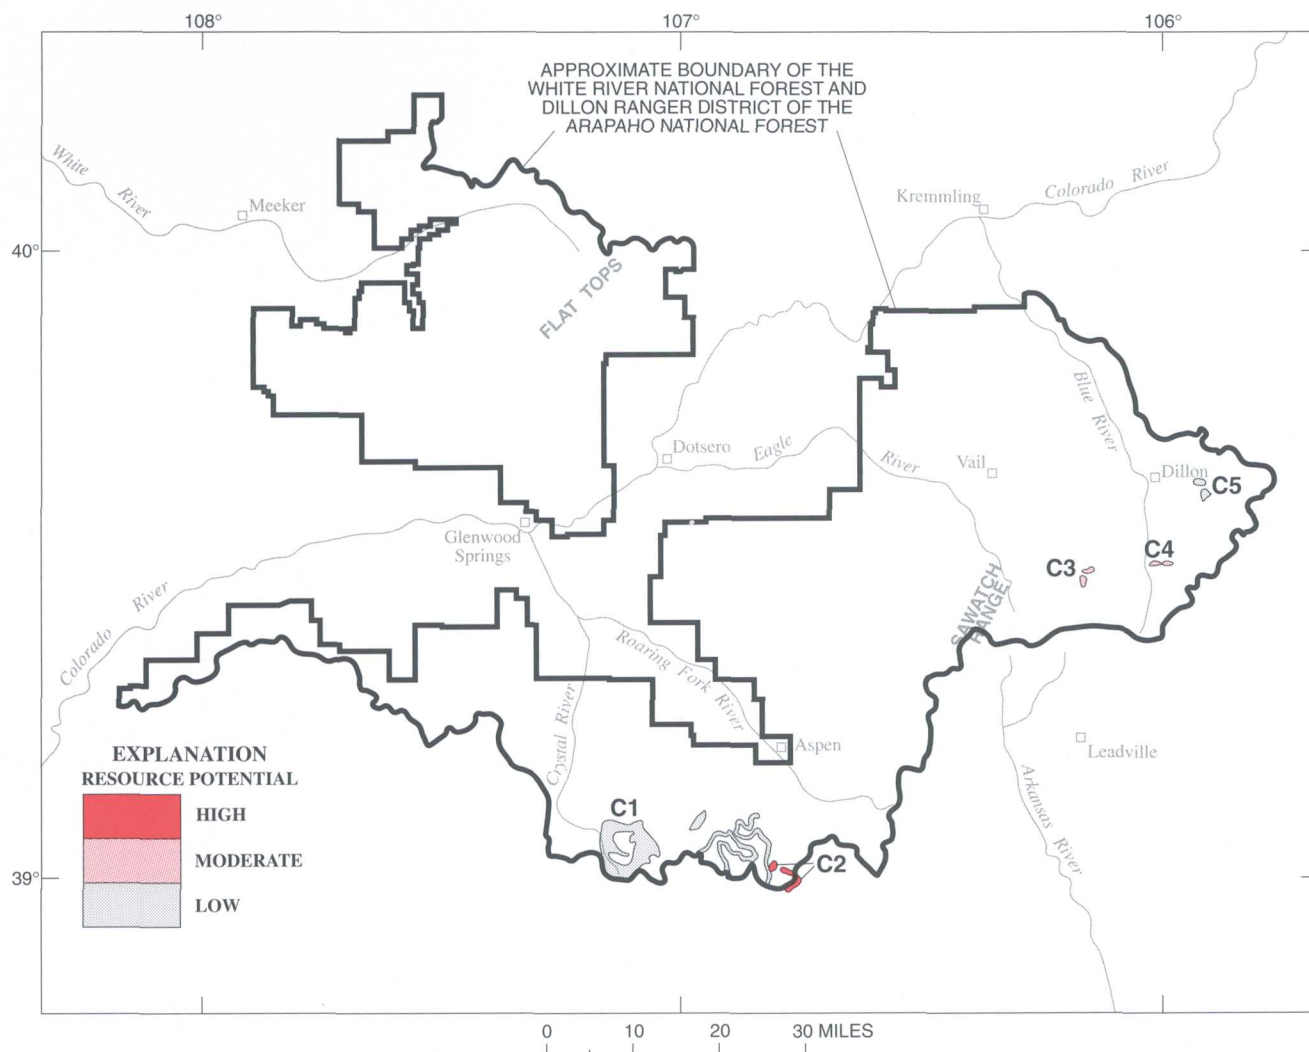 108°
107°
106°
APPROXIMATE BOUNDARY OF THE
WHITE RIVER NATIONAL FOREST AND
DILLON RANGER DISTRICT OF THE
ARAPAHO NATIONAL FOREST
White
River
Meeker
Kremmling
Colorado River
40°
FLAT TOPS
Blue River
Dotsero
Eagle
River
Vail
Dillon
C5
Glenwood
Springs
C3
C4
SAWATCH
RANGE
Colorado River
Roaring Fork River
Crystal River
Aspen
Leadville
Arkansas River
EXPLANATION
RESOURCE POTENTIAL
HIGH
MODERATE
LOW
C1
C2
39°
0 10 20 30 MILES